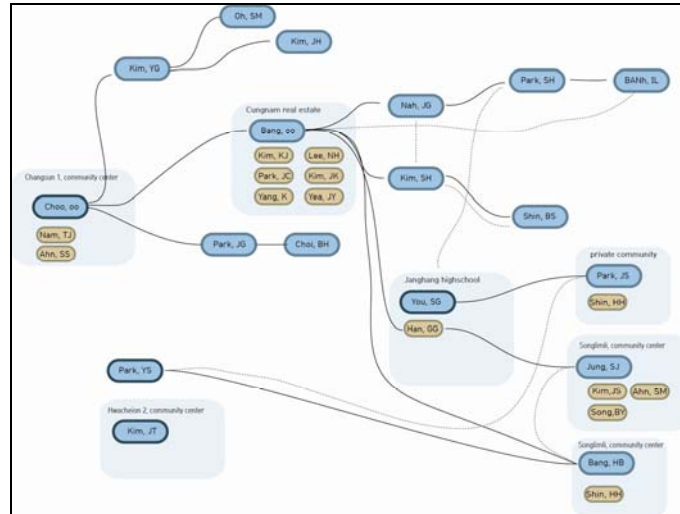 Oh, SM
Kim, JH
Kim, YG
Park, SH
BANh, IL
Nah, JG
Cungnam real estate
Bang, oo
Kim, KJ
Lee, NH
Park, JC
Kim, JK
Yang, K
Yea, JY
Changsun 1, community center
Choo, oo
Nam, TJ
Ahn, SS
Kim, SH
Shin, BS
Park, JG
Choi, BH
Janghang highschool
You, SG
Han, GG
private community
Park, JS
Shin, HH
Songlimli, community center
Jung, SJ
Kim,JS
Ahn, SM
Song,BY
Park, YS
Hwacheion 2, community center
Kim, JT
Songlimli, community center
Bang, HB
Shin, HH